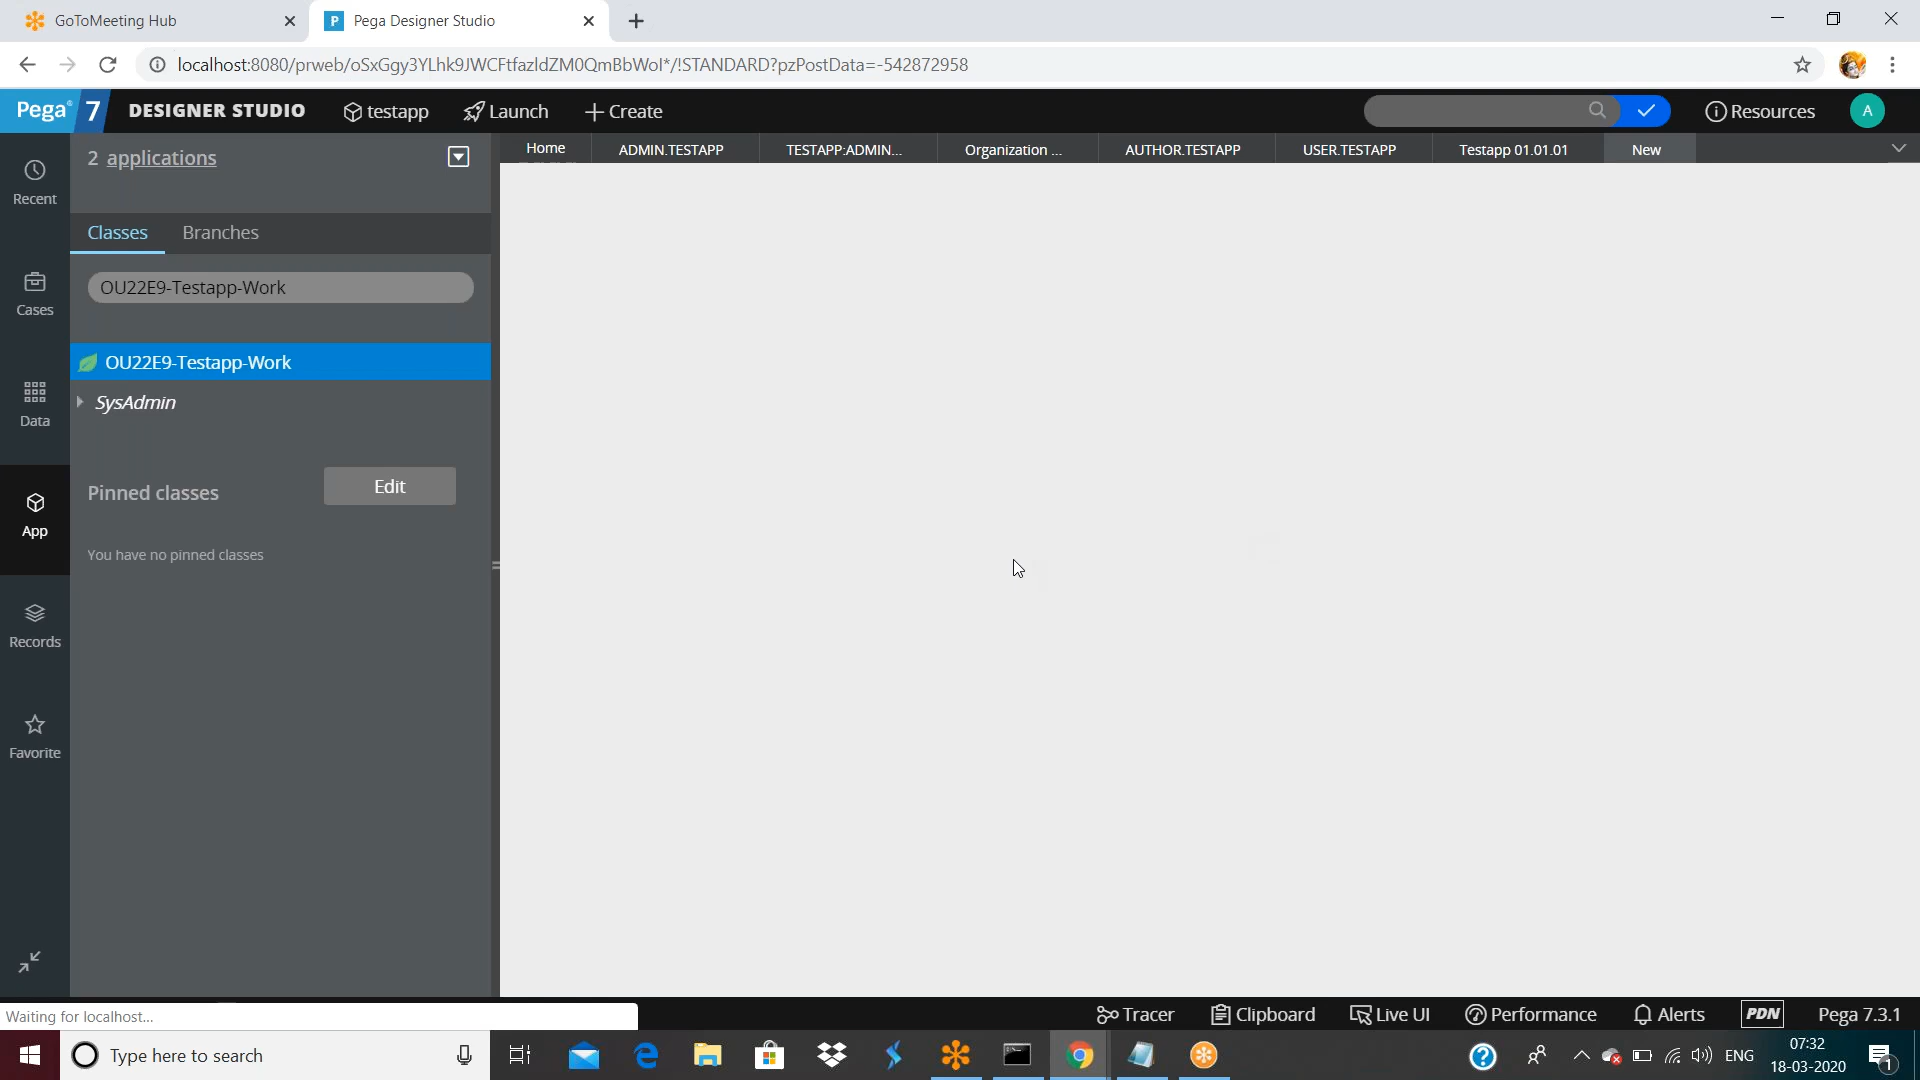 GoToMeeting Hub
Pega Designer Studio
localhost:8080/prweb/oSxGgy3YLhk9JWCFtfazldZM0QmBbWoI*/!STANDARD?pzPostData=-542872958
Pega 7 DESIGNER STUDIO testapp Launch Create Resources A
2 applications
Home ADMIN.TESTAPP TESTAPP:ADMIN... Organization ... AUTHOR.TESTAPP USER.TESTAPP Testapp 01.01.01 New
Recent
Cases
Data
App
Records
Favorite
Classes Branches
OU22E9-Testapp-Work
OU22E9-Testapp-Work
SysAdmin
Pinned classes Edit
You have no pinned classes
Waiting for localhost...
Tracer Clipboard Live UI Performance Alerts PDN Pega 7.3.1
Type here to search
ENG
07:32
18-03-2020
1